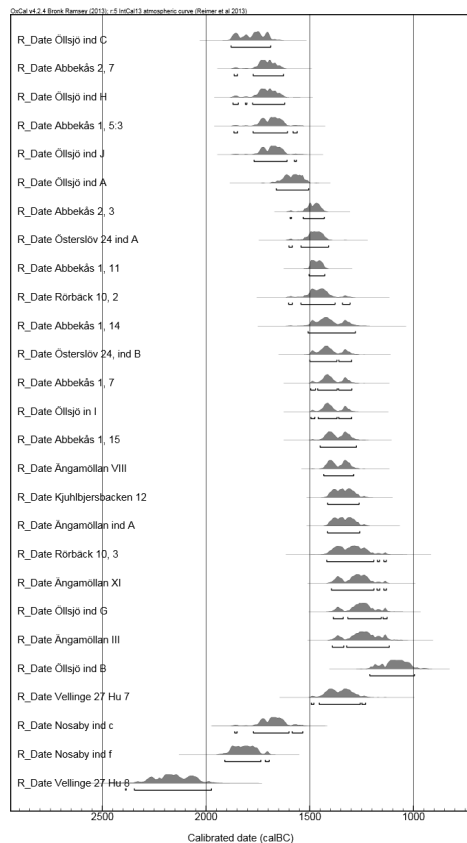 OxCal v4.2.4 Bronk Ramsey (2013); r:5 IntCal13 atmospheric curve (Reimer et al 2013)
R_Date Öllsjö ind C
R_Date Abbekås 2, 7
R_Date Öllsjö ind H
R_Date Abbekås 1, 5:3
R_Date Öllsjö ind J
R_Date Öllsjö ind A
R_Date Abbekås 2, 3
R_Date Österslöv 24 ind A
R_Date Abbekås 1, 11
R_Date Rörbäck 10, 2
R_Date Abbekås 1, 14
R_Date Österslöv 24, ind B
R_Date Abbekås 1, 7
R_Date Öllsjö in I
R_Date Abbekås 1, 15
R_Date Ängamöllan VIII
R_Date Kjuhlbjersbacken 12
R_Date Ängamöllan ind A
R_Date Rörbäck 10, 3
R_Date Ängamöllan XI
R_Date Öllsjö ind G
R_Date Ängamöllan III
R_Date Öllsjö ind B
R_Date Vellinge 27 Hu 7
R_Date Nosaby ind c
R_Date Nosaby ind f
R_Date Vellinge 27 Hu 8
2500 2000 1500 1000
Calibrated date (calBC)